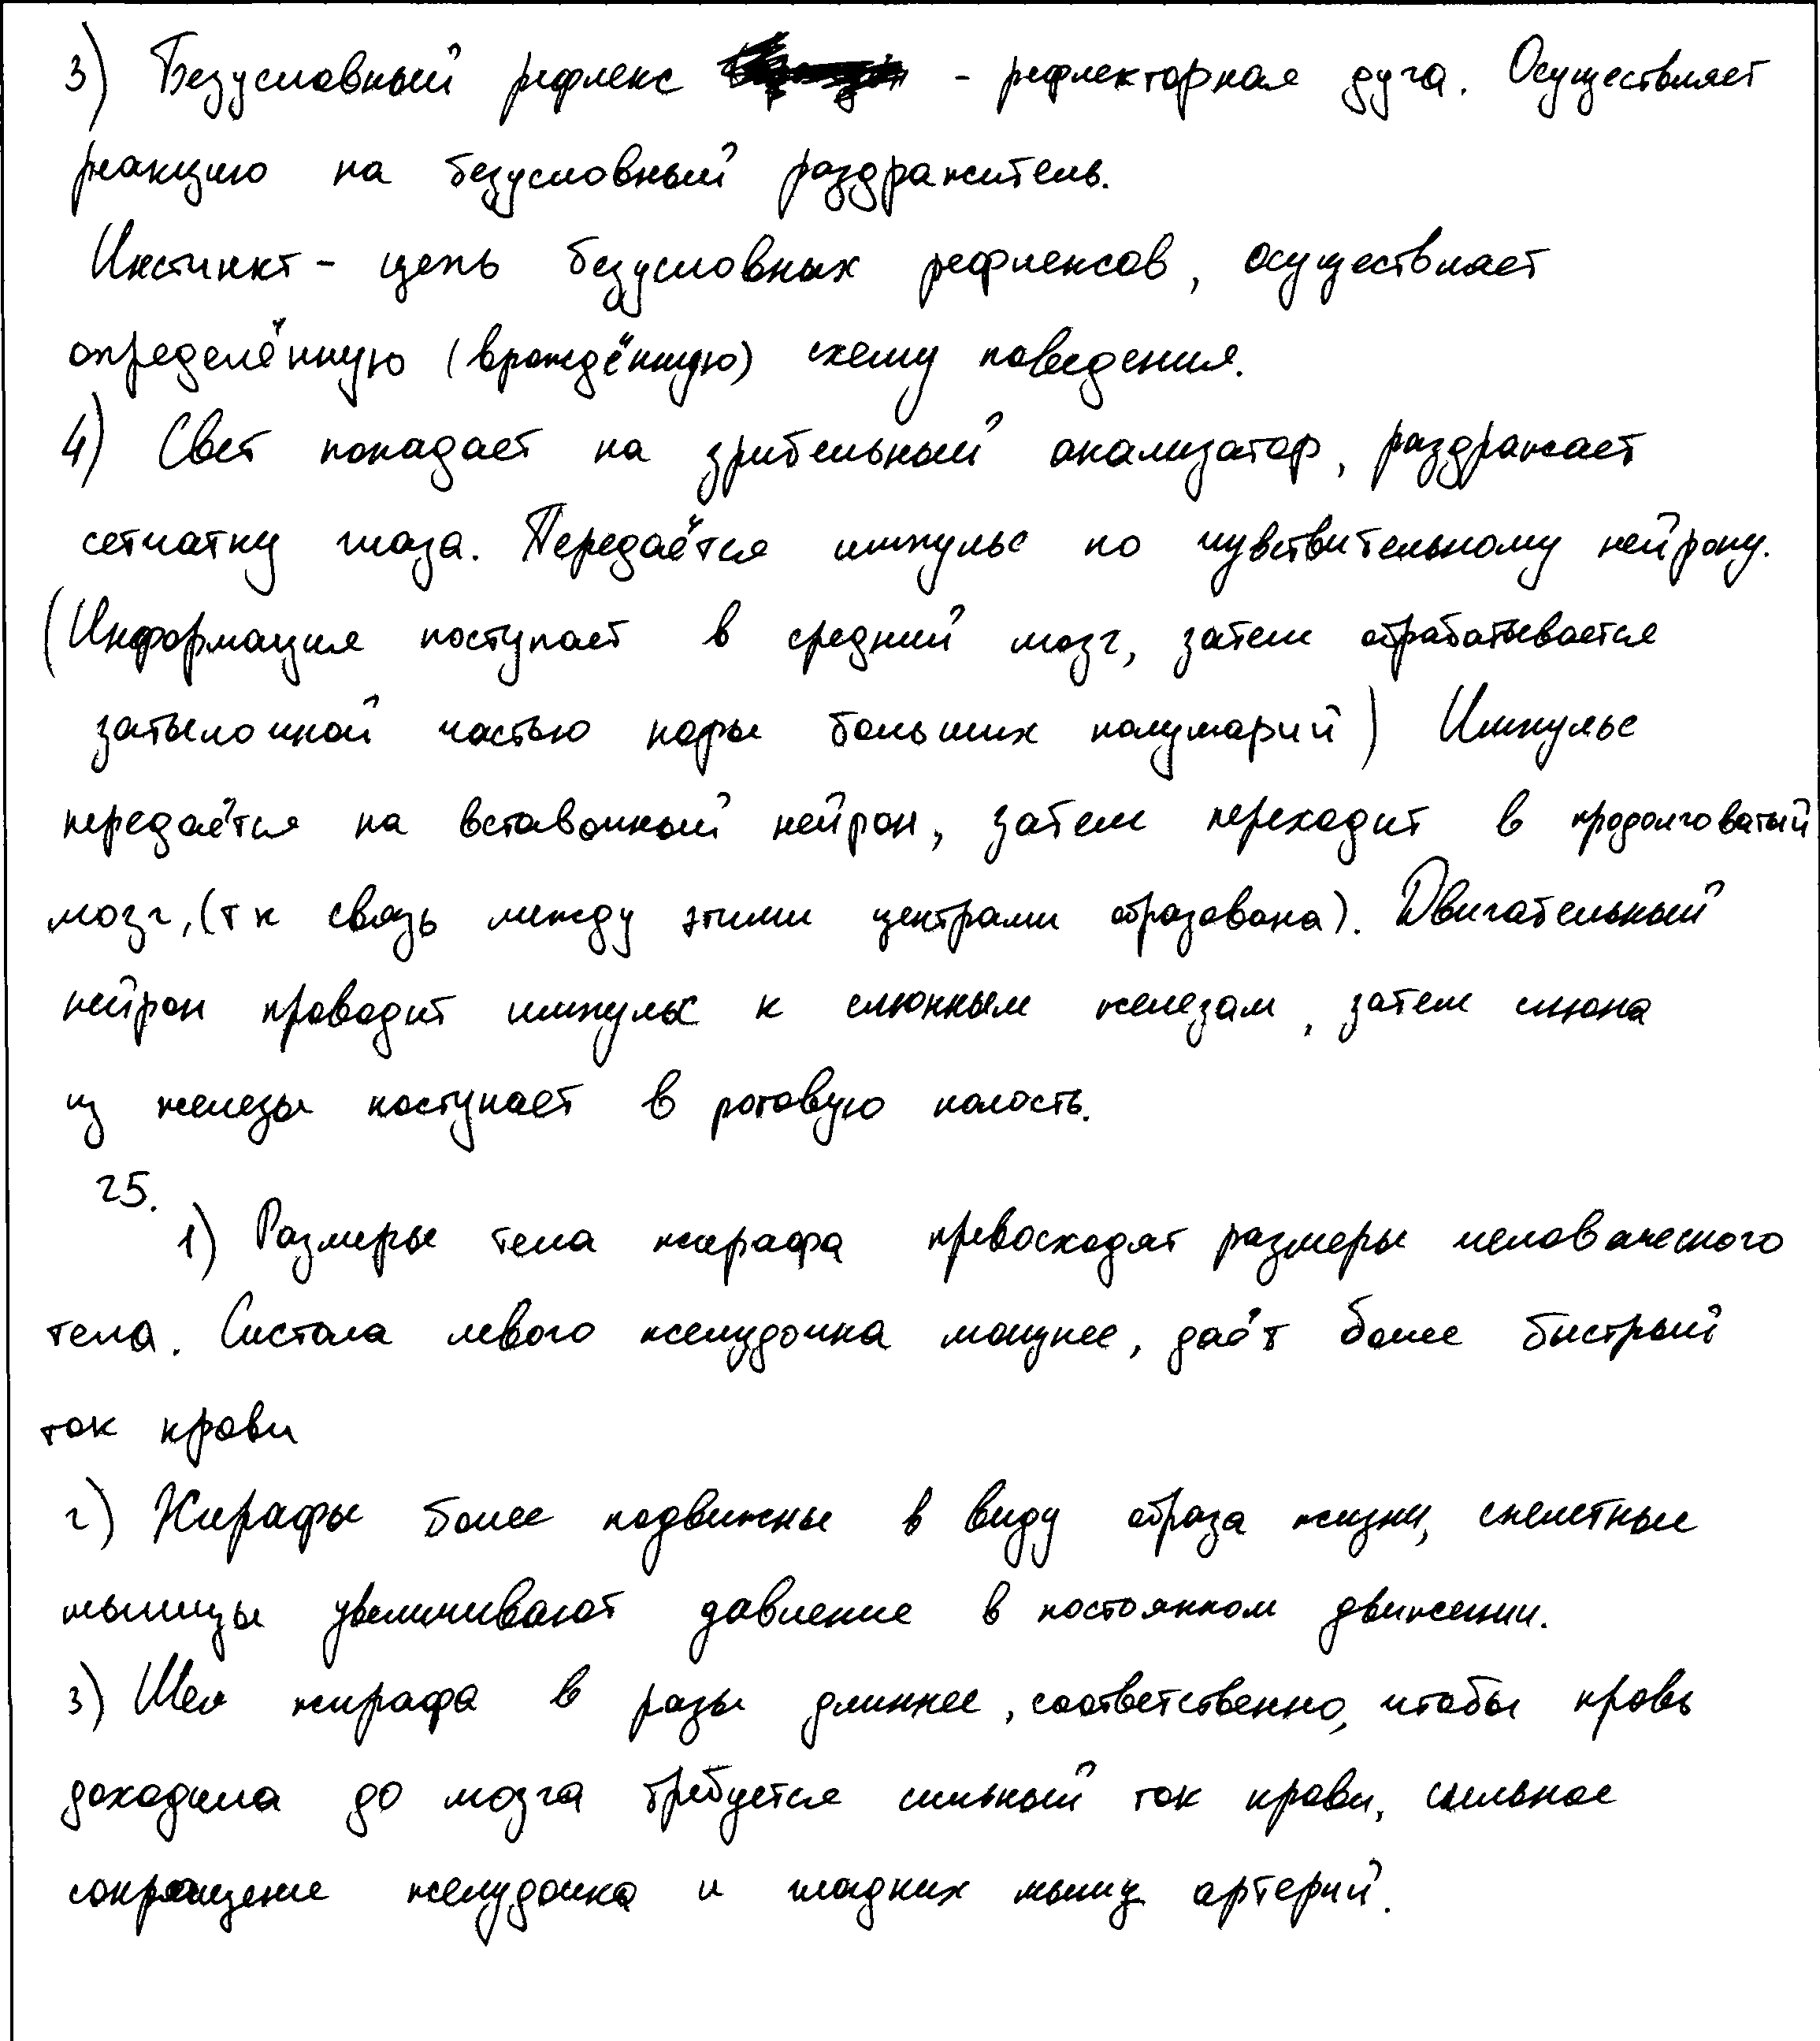 3) Безусловный рефлекс - рефлекторная дуга. Осуществляет
реакцию на безусловный раздражитель.
Инстинкт - цепь безусловных рефлексов, осуществляет
определённую (врождённую) схему поведения.
4) Свет попадает на зрительный анализатор, раздражает
сетчатку глаза. Передаётся импульс по чувствительному нейрону.
(Информация поступает в средний мозг, затем обрабатывается
затылочной частью коры больших полушарий) Импульс
передаётся на вставочный нейрон, затем переходит в продолговатый
мозг, (т к связь между этими центрами образована). Двигательный
нейрон проводит импульс к слюнным железам, затем слюна
из железы поступает в ротовую полость.
25.
1) Размеры тела жирафа превосходят размеры человеческого
тела. Систола левого желудочка мощнее, даёт более быстрый
ток крови
2) Жирафы более подвижны в виду образа жизни, скелетные
мышцы увеличивают давление в постоянном движении.
3) Шея жирафа в разы длиннее, соответственно, чтобы кровь
доходила до мозга требуется сильный ток крови, сильное
сокращение желудочка и гладких мышц артерий.